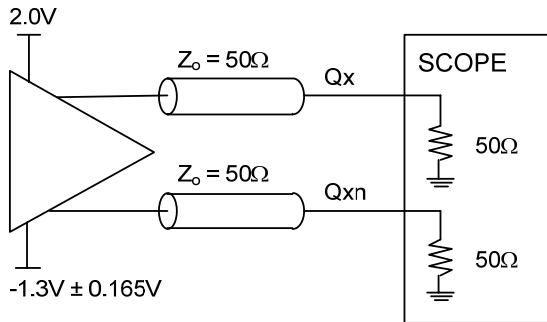 2.0V
Zo = 50Ω
Qx
SCOPE
50Ω
Zo = 50Ω
Qxn
50Ω
-1.3V ± 0.165V